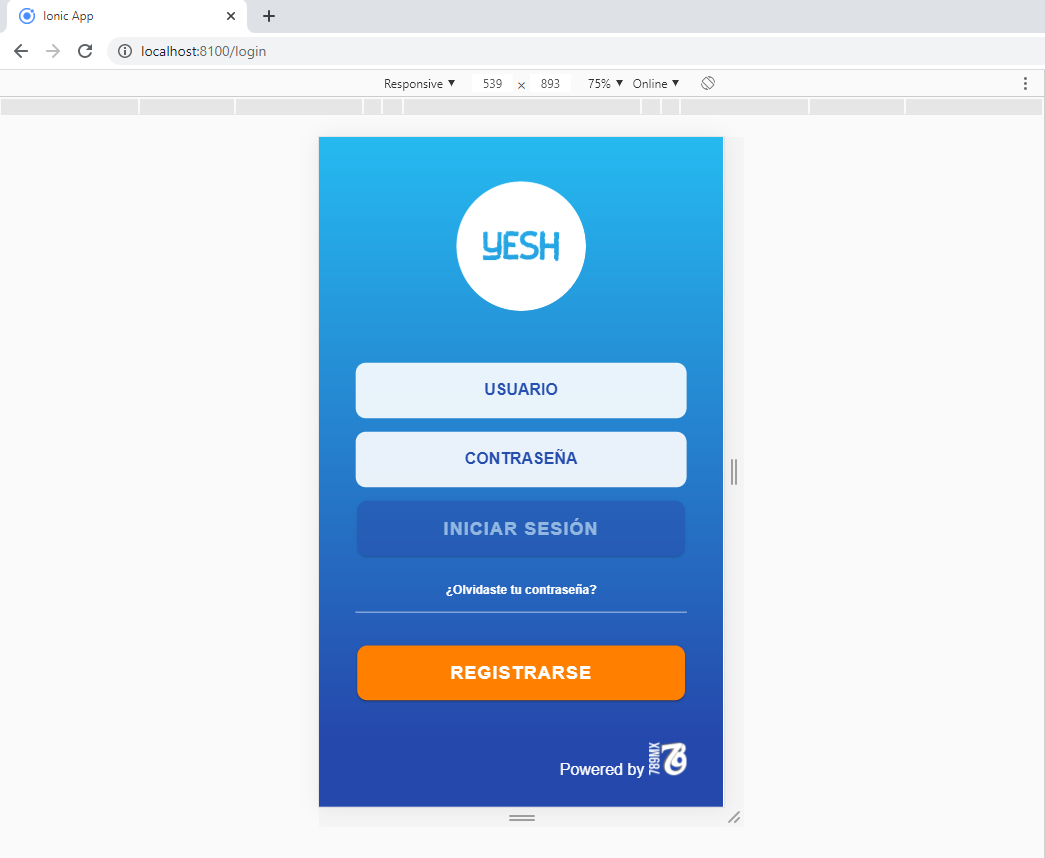 Ionic App
localhost:8100/login
Responsive 539 x 893 75% Online
YESH
USUARIO
CONTRASEÑA
INICIAR SESIÓN
¿Olvidaste tu contraseña?
REGISTRARSE
Powered by 789MX